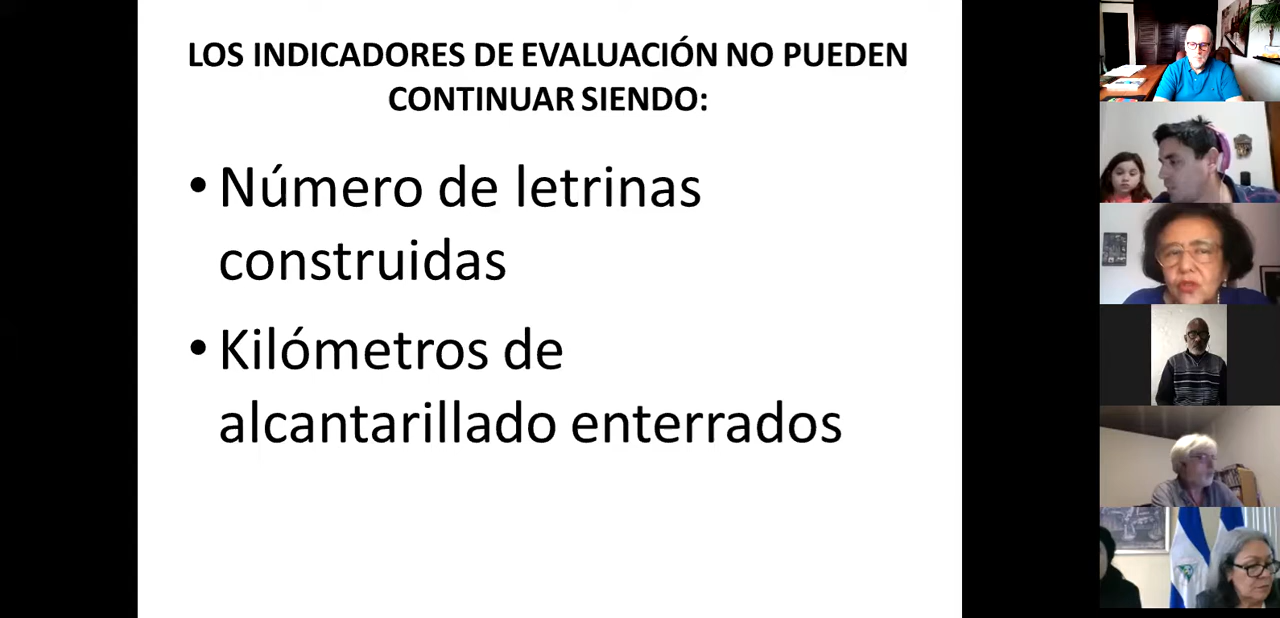 LOS INDICADORES DE EVALUACIÓN NO PUEDEN
CONTINUAR SIENDO:
• Número de letrinas
construidas
• Kilómetros de
alcantarillado enterrados